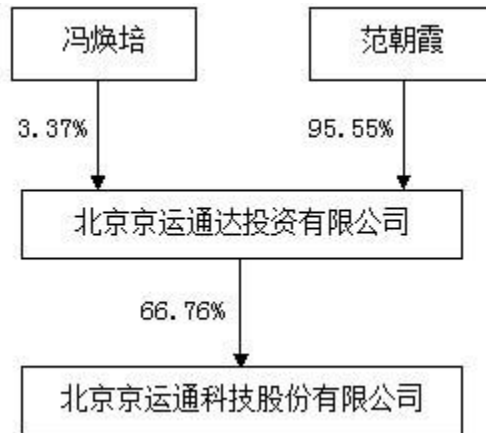 冯焕培
范朝霞
3.37%
95.55%
北京京运通达投资有限公司
66.76%
北京京运通科技股份有限公司